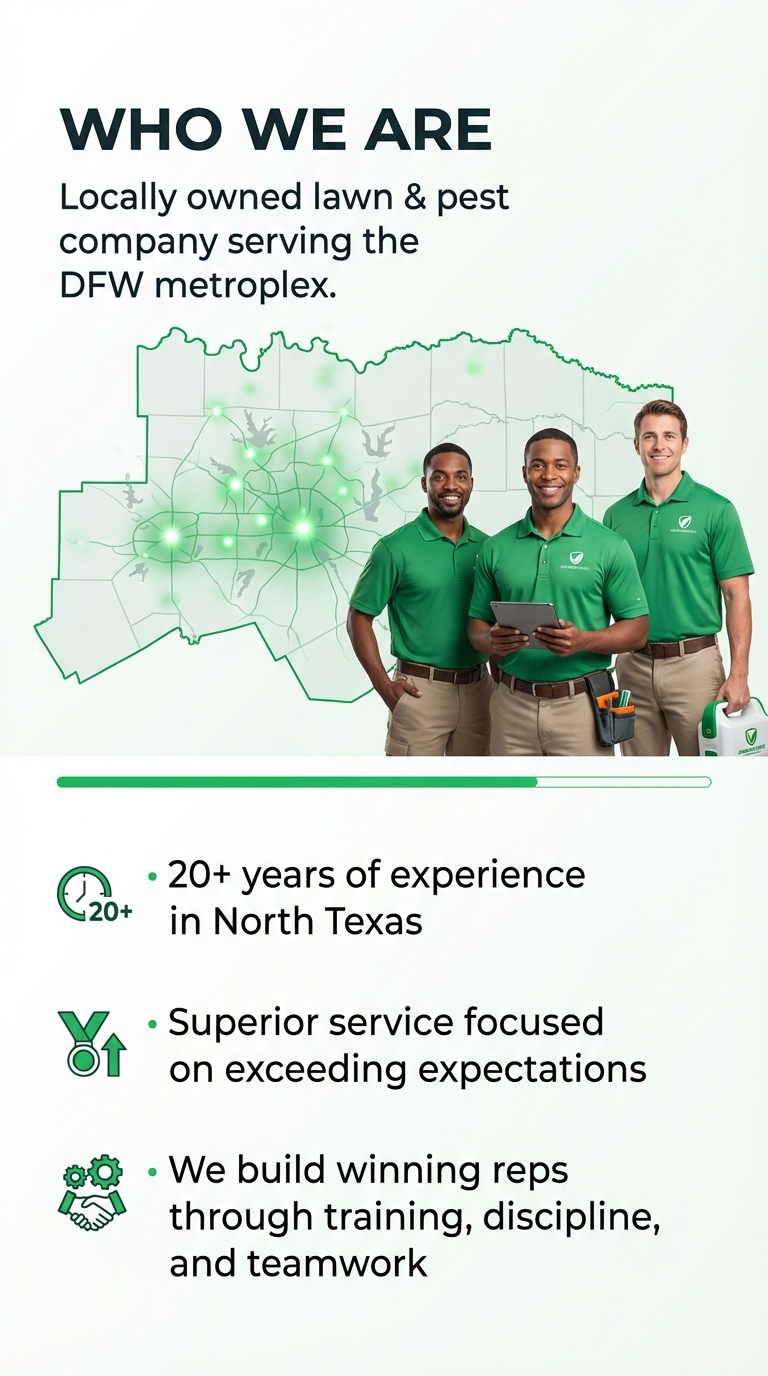 WHO WE ARE
Locally owned lawn & pest
company serving the
DFW metroplex.
20+
• 20+ years of experience
in North Texas
• Superior service focused
on exceeding expectations
• We build winning reps
through training, discipline,
and teamwork